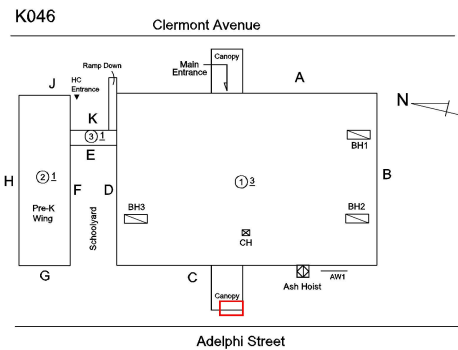 K046
Clermont Avenue
Canopy
Ramp Down
Main
Entrance
A
J
HC
Entrance
N
K
③ 1
BH1
E
H
② 1
F
D
① 3
B
Pre-K
Wing
Schoolyard
BH3
BH2
CH
G
C
Ash Hoist
AW1
Canopy
Adelphi Street